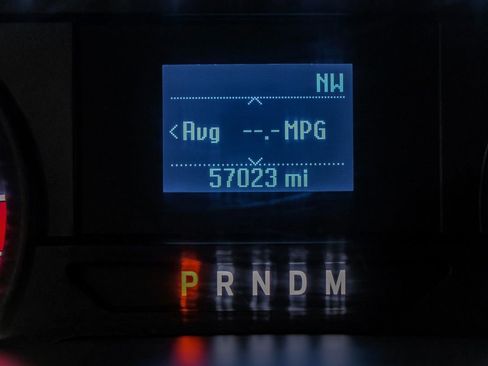 NW
Avg --.-MPG
57023 mi
P R N D M